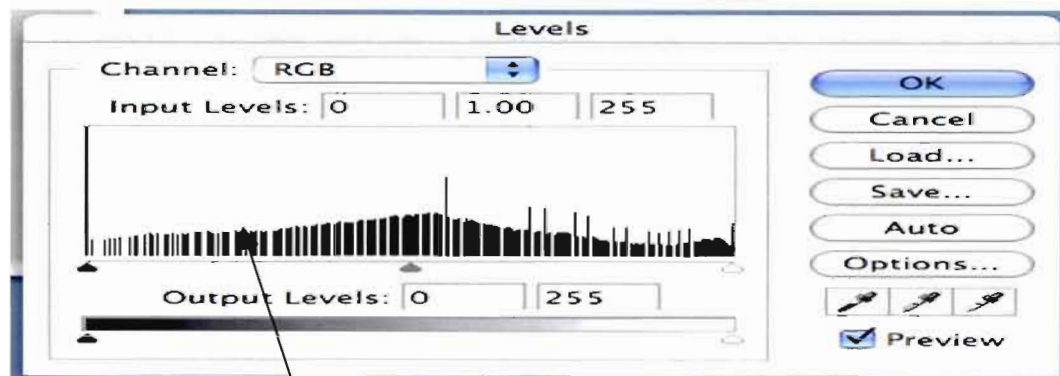 Levels
Channel: RGB
Input Levels: 0 1.00 255
Output Levels: 0 255
OK
Cancel
Load...
Save...
Auto
Options...
Preview